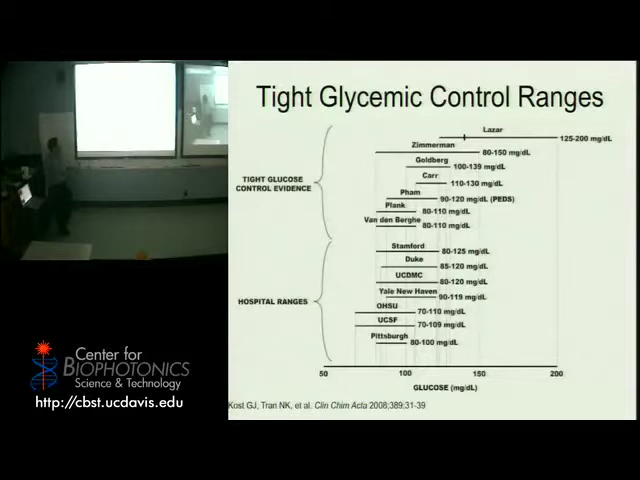 Tight Glycemic Control Ranges
Lazar
125-200 mg/dL
Zimmerman
80-150 mg/dL
Goldberg
100-139 mg/dL
Carr
110-130 mg/dL
Pham
90-120 mg/dL (PEDS)
Plank
80-110 mg/dL
Van den Berghe
80-110 mg/dL
TIGHT GLUCOSE
CONTROL EVIDENCE
Stamford
80-125 mg/dL
Duke
85-120 mg/dL
UCDMC
80-120 mg/dL
Yale New Haven
90-119 mg/dL
OHSU
70-110 mg/dL
UCSF
70-109 mg/dL
Pittsburgh
80-100 mg/dL
HOSPITAL RANGES
50 100 150 200
GLUCOSE (mg/dL)
Kost GJ, Tran NK, et al. Clin Chim Acta 2008;389:31-39
Center for
BIOPHOTONICS
Science & Technology
http://cbst.ucdavis.edu